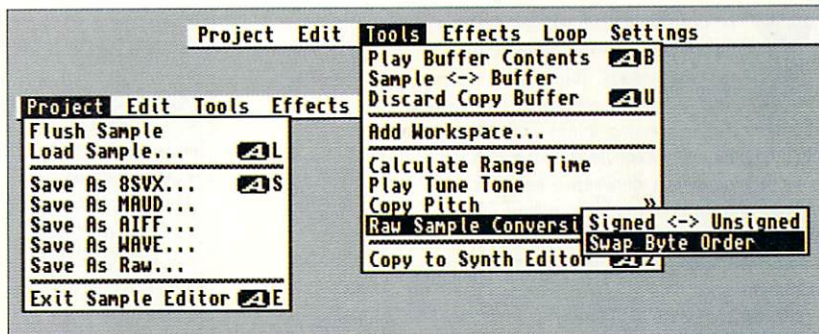 Project Edit Tools Effects Loop Settings
Play Buffer Contents A B
Sample <-> Buffer
Discard Copy Buffer A U
Add Workspace...
Calculate Range Time
Play Tune Tone
Copy Pitch »
Raw Sample Conversi
Copy to Synth Editor A Z
Signed <-> Unsigned
Swap Byte Order
Project Edit Tools Effects
Flush Sample
Load Sample... A L
Save As 8SVX... A S
Save As MAUD...
Save As AIFF...
Save As WAVE...
Save As Raw...
Exit Sample Editor A E